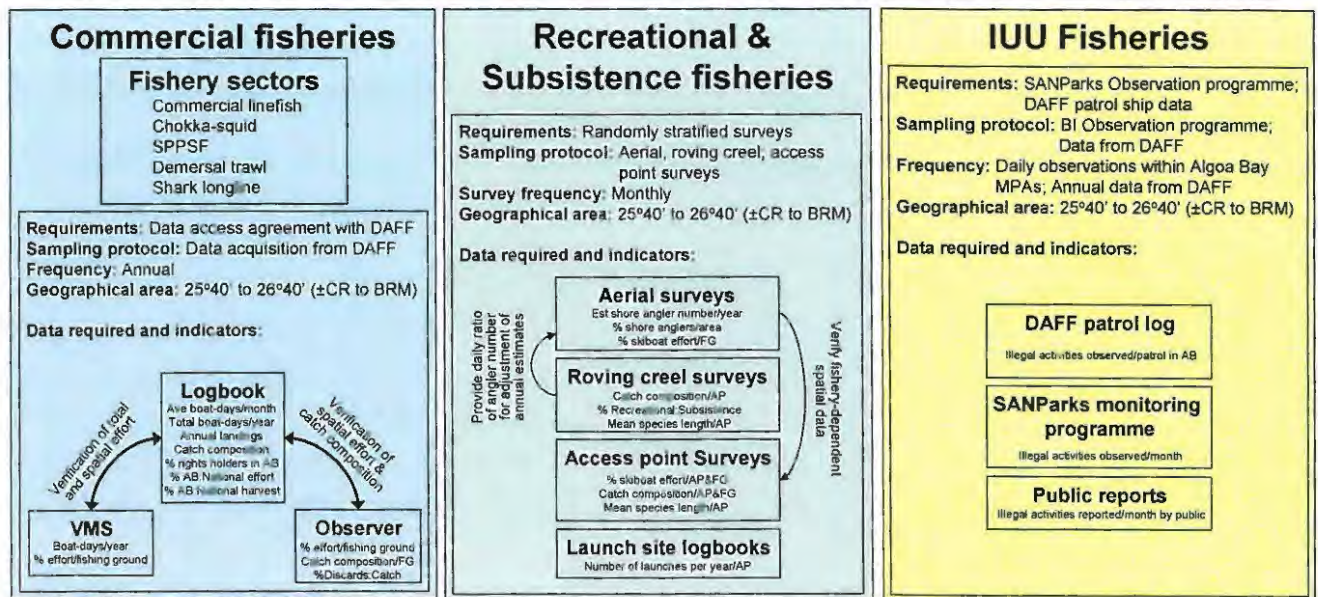 Commercial fisheries
Fishery sectors
Commercial linefish
Chokka-squid
SPPSF
Demersal trawl
Shark longline
Requirements: Data access agreement with DAFF
Sampling protocol: Data acquisition from DAFF
Frequency: Annual
Geographical area: 25º40' to 26º40' (±CR to BRM)
Data required and indicators:
Logbook
Ave boat-days/month
Total boat-days/year
Annual landings
Catch composition
% rights holders in AB
% AB:National effort
% AB:National harvest
Verification of total
and spatial effort
Verification of
spatial effort &
catch composition
VMS
Boat-days/year
% effort/fishing ground
Observer
% effort/fishing ground
Catch composition/FG
%Discards:Catch
Recreational &
Subsistence fisheries
Requirements: Randomly stratified surveys
Sampling protocol: Aerial, roving creel, access
point surveys
Survey frequency: Monthly
Geographical area: 25º40' to 26º40' (±CR to BRM)
Data required and indicators:
Provide daily ratio
of angler number
for adjustment of
annual estimates
Aerial surveys
Est shore angler number/year
% shore anglers/area
% skiboat effort/FG
Roving creel surveys
Catch composition/AP
% Recreational:Subsistence
Mean species length/AP
Access point Surveys
% skiboat effort/AP&FG
Catch composition/AP&FG
Mean species length/AP
Launch site logbooks
Number of launches per year/AP
Verify fishery-dependent
spatial data
IUU Fisheries
Requirements: SANParks Observation programme;
DAFF patrol ship data
Sampling protocol: BI Observation programme;
Data from DAFF
Frequency: Daily observations within Algoa Bay
MPAs; Annual data from DAFF
Geographical area: 25º40' to 26º40' (±CR to BRM)
Data required and indicators:
DAFF patrol log
Illegal activities observed/patrol in AB
SANParks monitoring
programme
Illegal activities observed/month
Public reports
Illegal activities reported/month by public